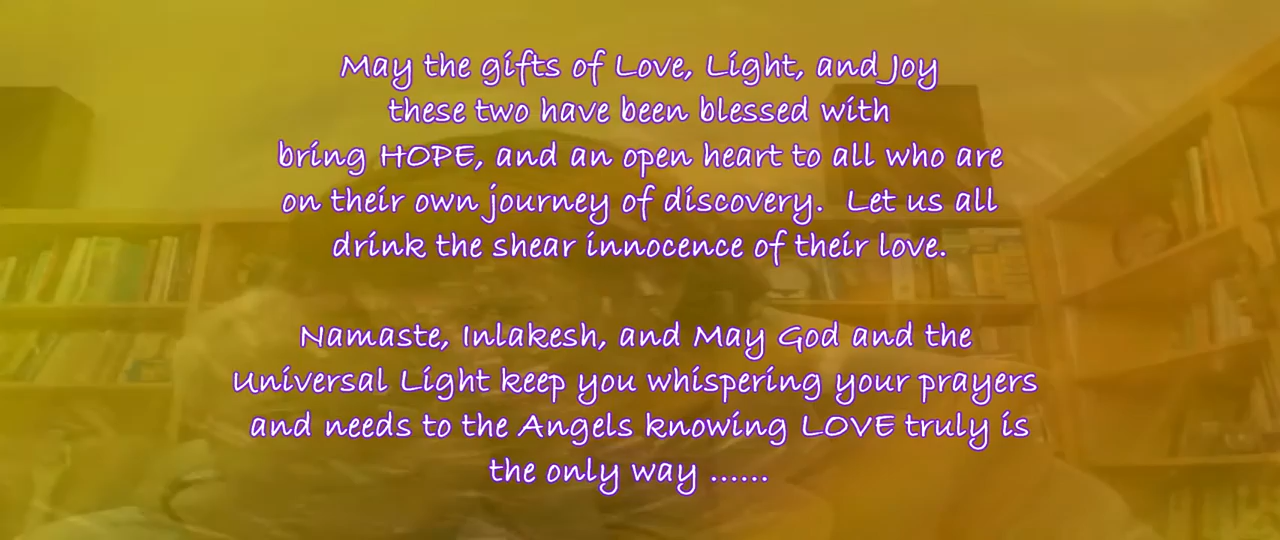 May the gifts of Love, Light, and Joy
these two have been blessed with
bring HOPE, and an open heart to all who are
on their own journey of discovery.  Let us all
drink the shear innocence of their love.
Namaste, Inlakesh, and May God and the
Universal Light keep you whispering your prayers
and needs to the Angels knowing LOVE truly is
the only way ......